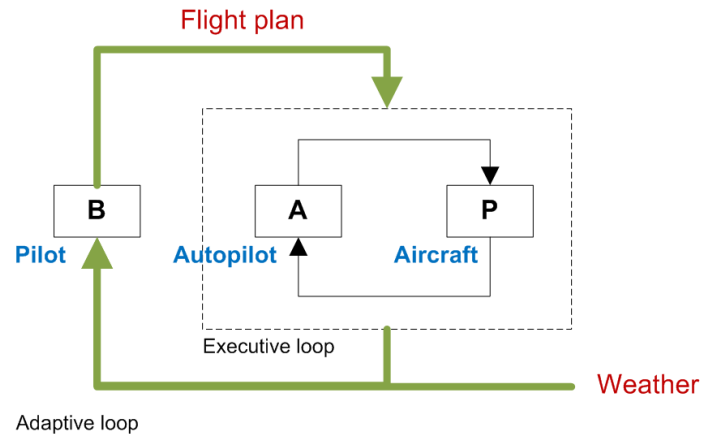 Flight plan
B
A
P
Pilot
Autopilot
Aircraft
Executive loop
Weather
Adaptive loop